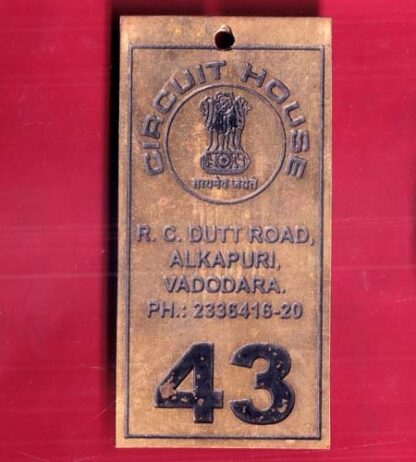 CIRCUIT HOUSE
सत्यमेव जयते
R. C. DUTT ROAD,
ALKAPURI,
VADODARA.
PH.: 2336416-20
43